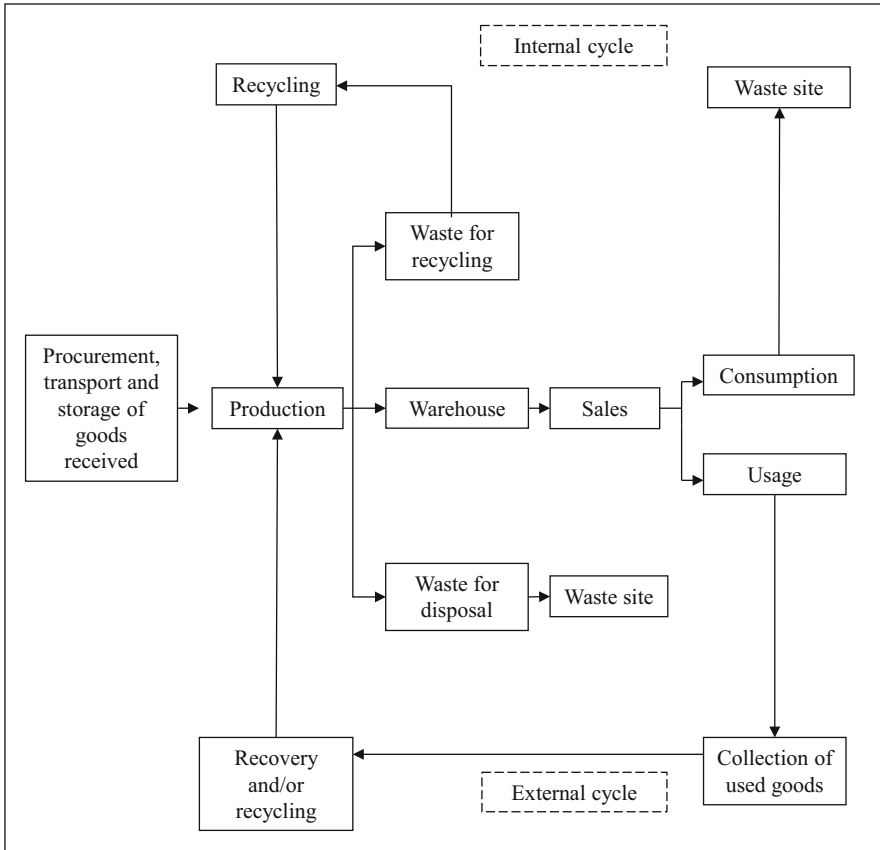 Internal cycle
Recycling
Waste site
Waste for
recycling
Procurement,
transport and
storage of
goods
received
Production
Warehouse
Sales
Consumption
Usage
Waste for
disposal
Waste site
Recovery
and/or
recycling
External cycle
Collection of
used goods